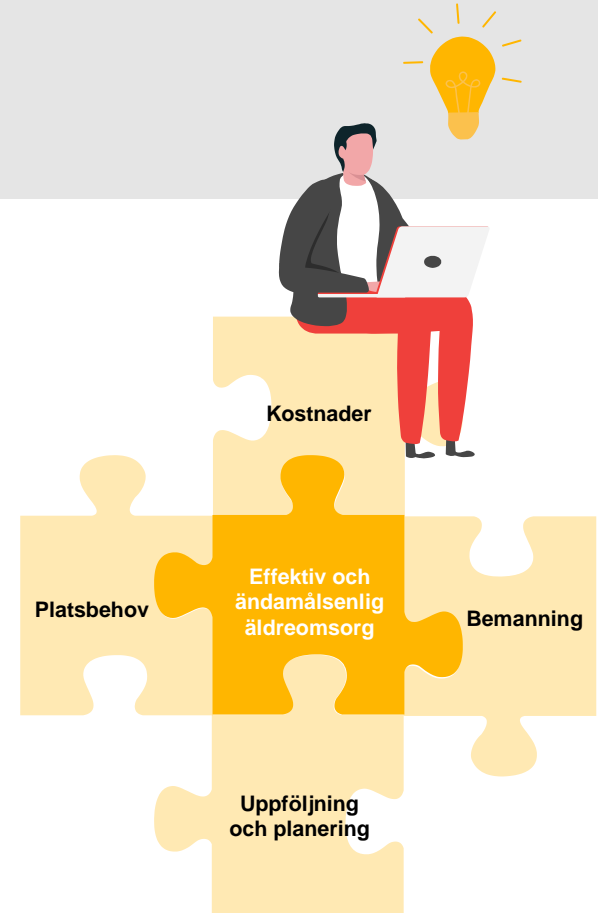 Kostnader
Platsbehov
Effektiv och
ändamålsenlig
äldreomsorg
Bemanning
Uppföljning
och planering